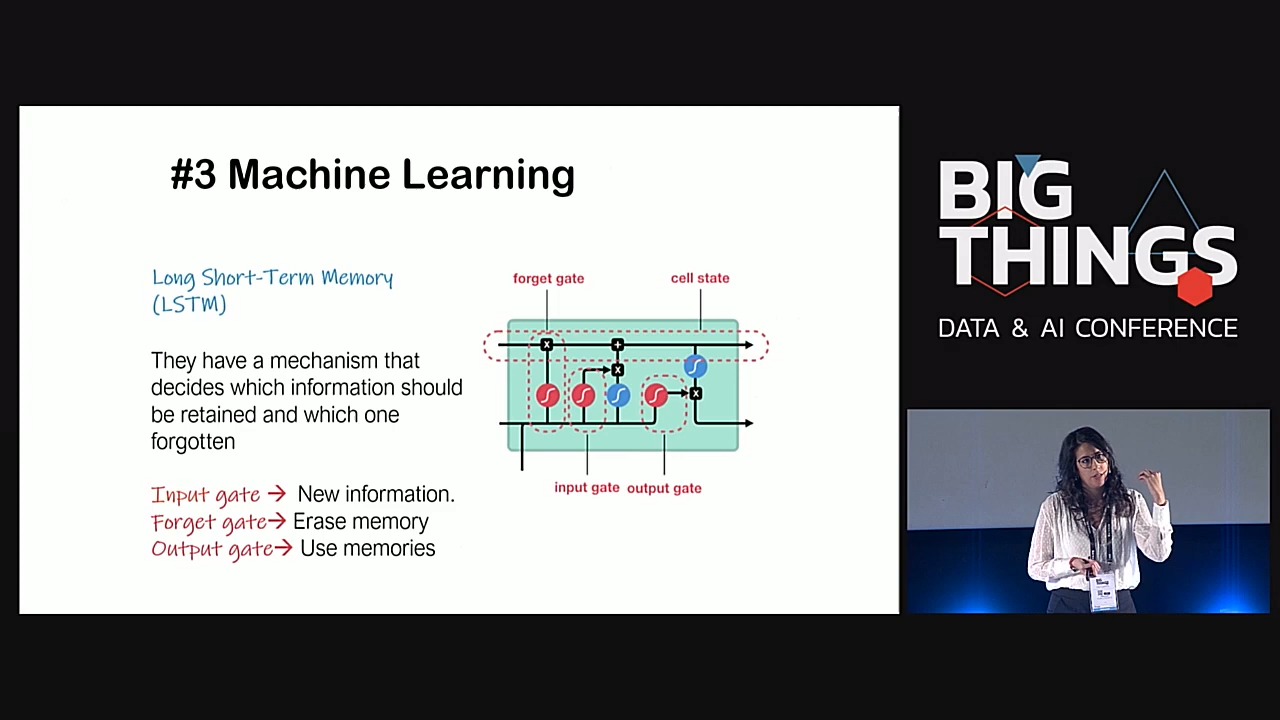 #3 Machine Learning
Long Short-Term Memory
(LSTM)
They have a mechanism that
decides which information should
be retained and which one
forgotten
Input gate → New information.
Forget gate→ Erase memory
Output gate→ Use memories
forget gate
cell state
x
+
x
x
input gate
output gate
BIG
THINGS
DATA & AI CONFERENCE
BIG